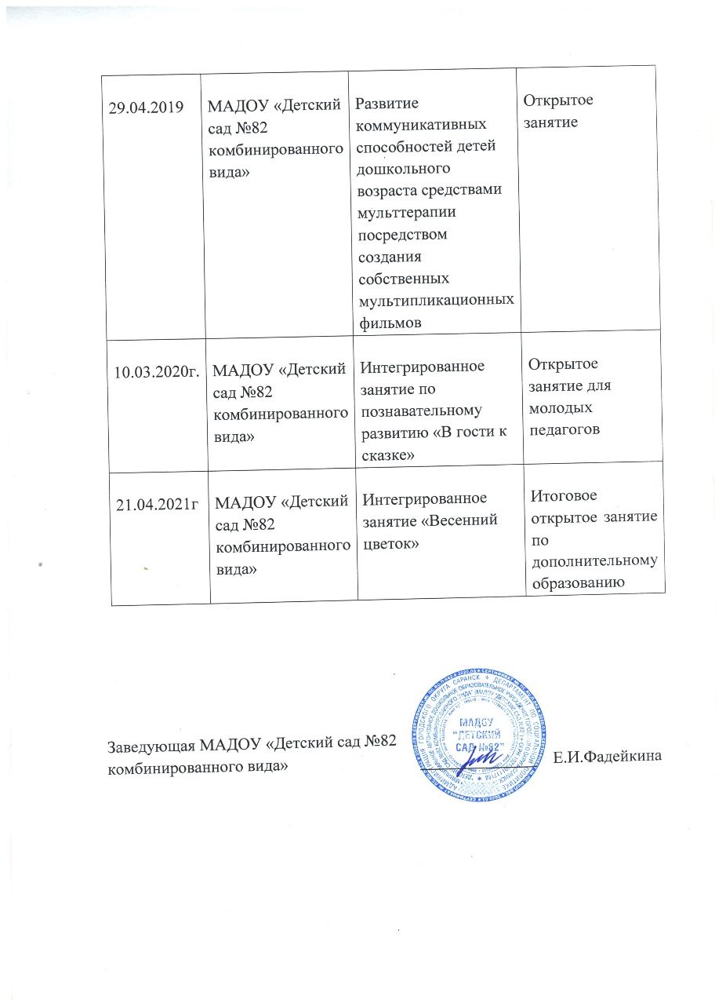 29.04.2019
МАДОУ «Детский
сад №82
комбинированного
вида»
Развитие
коммуникативных
способностей детей
дошкольного
возраста средствами
мульттерапии
посредством
создания
собственных
мультипликационных
фильмов
Открытое
занятие
10.03.2020г.
МАДОУ «Детский
сад №82
комбинированного
вида»
Интегрированное
занятие по
познавательному
развитию «В гости к
сказке»
Открытое
занятие для
молодых
педагогов
21.04.2021г
МАДОУ «Детский
сад №82
комбинированного
вида»
Интегрированное
занятие «Весенний
цветок»
Итоговое
открытое занятие
по
дополнительному
образованию
Заведующая МАДОУ «Детский сад №82
комбинированного вида»
Е.И.Фадейкина
МАДОУ
"ДЕТСКИЙ
САД №82"